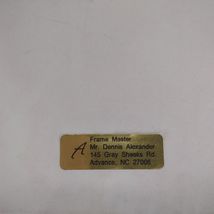 A
Frame Master
Mr. Dennis Alexander
145 Gray Sheeks Rd.
Advance, NC 27006